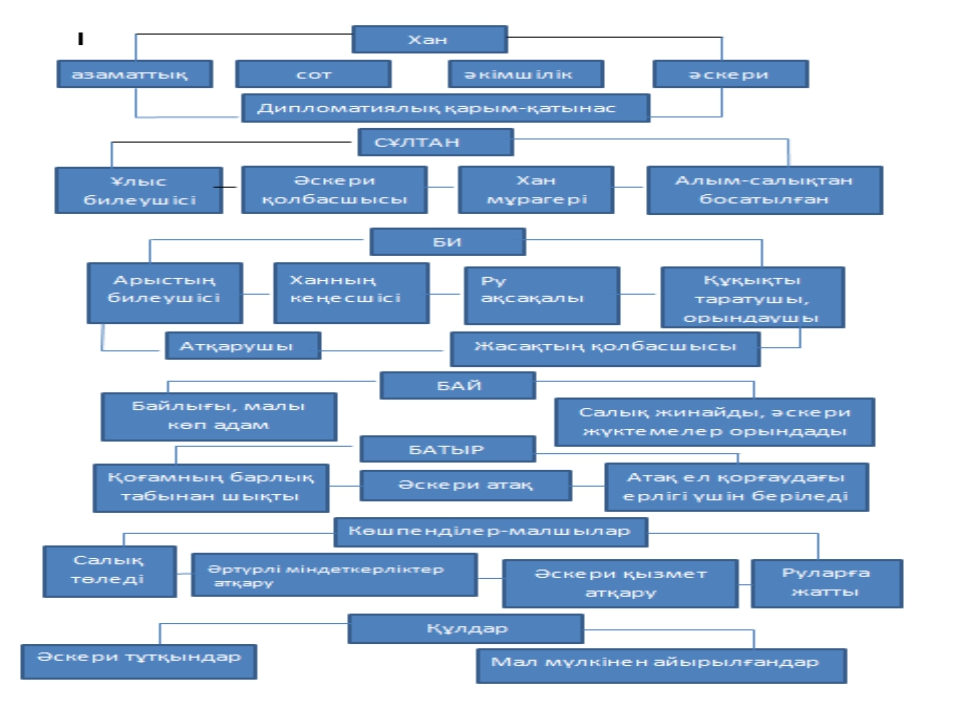 I
Хан
азаматтық
сот
әкімшілік
әскери
Дипломатиялық қарым-қатынас
СҰЛТАН
Ұлыс
билеушісі
Әскери
қолбасшысы
Хан
мұрагері
Алым-салықтан
босатылған
БИ
Арыстың
билеушісі
Ханның
кеңесшісі
Ру
ақсақалы
Құқықты
таратушы,
орындаушы
Атқарушы
Жасақтың қолбасшысы
БАЙ
Байлығы, малы
көп адам
Салық жинайды, әскери
жүктемелер орындады
БАТЫР
Қоғамның барлық
табынан шықты
Әскери атақ
Атақ ел қорғаудағы
ерлігі үшін беріледі
Көшпенділер-малшылар
Салық
төледі
Әртүрлі міндеткерліктер
атқару
Әскери қызмет
атқару
Руларға
жатты
Құлдар
Әскери тұтқындар
Мал мүлкінен айырылғандар